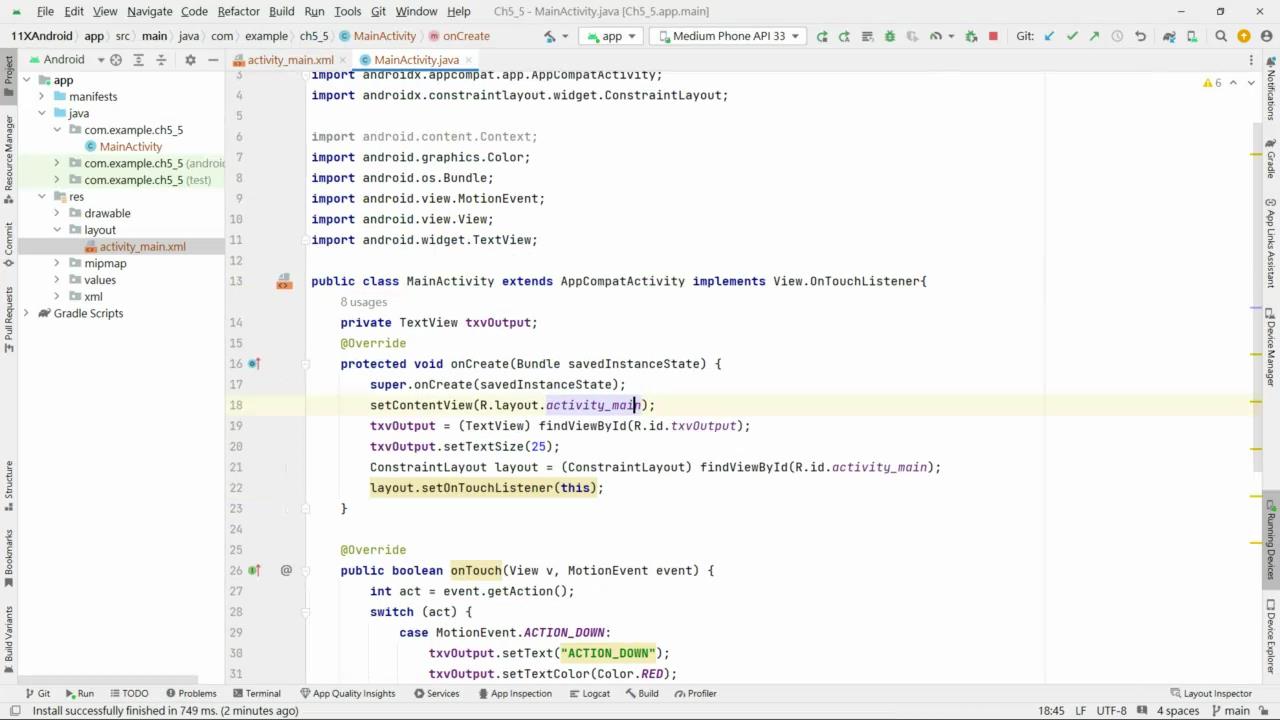 File Edit View Navigate Code Refactor Build Run Tools Git Window Help Ch5_5 - MainActivity.java [Ch5_5.app.main]
11XAndroid app src main java com example ch5_5 MainActivity onCreate app Medium Phone API 33 Git:
Android activity_main.xml MainActivity.java
app
manifests
java
com.example.ch5_5
MainActivity
com.example.ch5_5 (andro
com.example.ch5_5 (test)
res
drawable
layout
activity_main.xml
mipmap
values
xml
Gradle Scripts
Project
Resource Manager
Commit
Pull Requests
Structure
Bookmarks
Build Variants
6
3 import androidx.appcompat.app.AppCompatActivity;
4 import androidx.constraintlayout.widget.ConstraintLayout;
5
6 import android.content.Context;
7 import android.graphics.Color;
8 import android.os.Bundle;
9 import android.view.MotionEvent;
10 import android.view.View;
11 import android.widget.TextView;
12
13 public class MainActivity extends AppCompatActivity implements View.OnTouchListener{
8 usages
14 private TextView txvOutput;
15 @Override
16 protected void onCreate(Bundle savedInstanceState) {
17 super.onCreate(savedInstanceState);
18 setContentView(R.layout.activity_main);
19 txvOutput = (TextView) findViewById(R.id.txvOutput);
20 txvOutput.setTextSize(25);
21 ConstraintLayout layout = (ConstraintLayout) findViewById(R.id.activity_main);
22 layout.setOnTouchListener(this);
23 }
24
25 @Override
26 @ public boolean onTouch(View v, MotionEvent event) {
27 int act = event.getAction();
28 switch (act) {
29 case MotionEvent.ACTION_DOWN:
30 txvOutput.setText("ACTION_DOWN");
31 txvOutput.setTextColor(Color.RED);
Notifications
Gradle
App Links Assistant
Device Manager
Running Devices
Device Explorer
Git Run TODO Problems Terminal App Quality Insights Services App Inspection Logcat Build Profiler Layout Inspector
Install successfully finished in 749 ms. (2 minutes ago) 18:45 LF UTF-8 4 spaces main